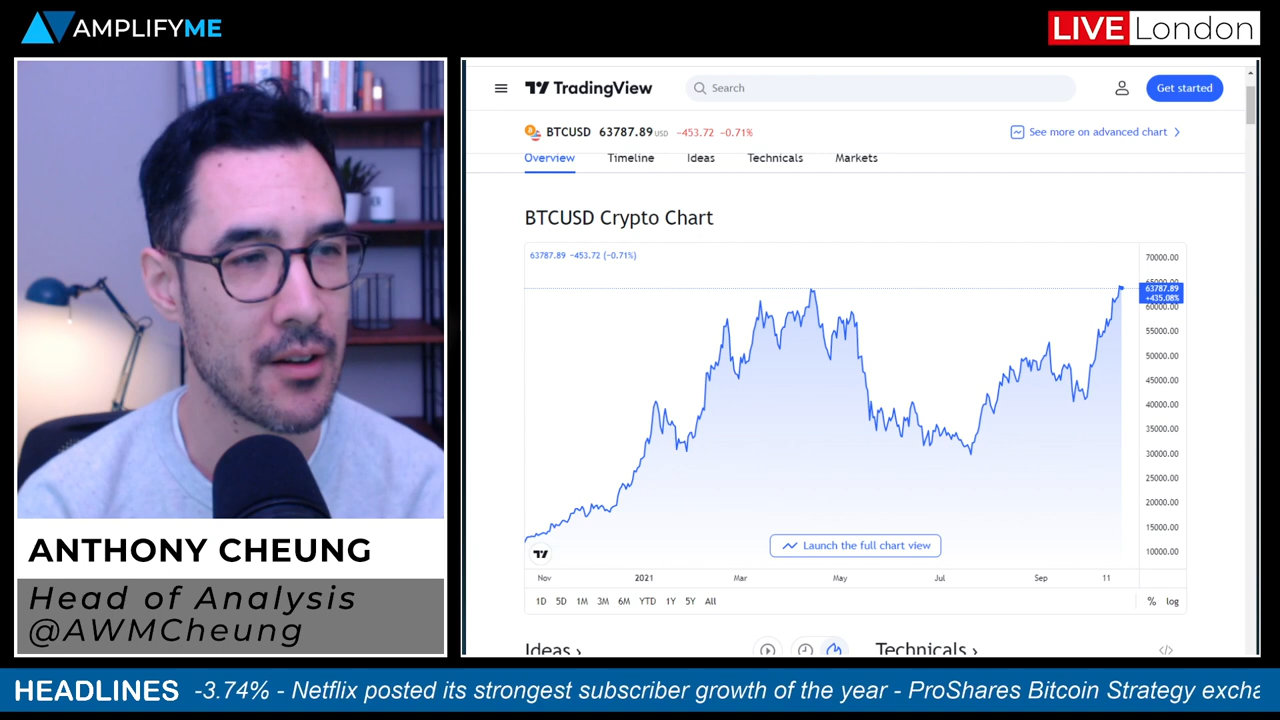 AMPLIFYME
LIVE London
TradingView
Search
Get started
BTCUSD 63787.89 USD −453.72 −0.71%
See more on advanced chart
Overview Timeline Ideas Technicals Markets
BTCUSD Crypto Chart
63787.89 −453.72 (−0.71%)
70000.00
65000.00
63787.89
+435.08%
60000.00
55000.00
50000.00
45000.00
40000.00
35000.00
30000.00
25000.00
20000.00
15000.00
10000.00
Launch the full chart view
Nov 2021 Mar May Jul Sep 11
1D 5D 1M 3M 6M YTD 1Y 5Y All
% log
Ideas
Technicals
ANTHONY CHEUNG
Head of Analysis
@AWMCheung
HEADLINES -3.74% - Netflix posted its strongest subscriber growth of the year - ProShares Bitcoin Strategy excha